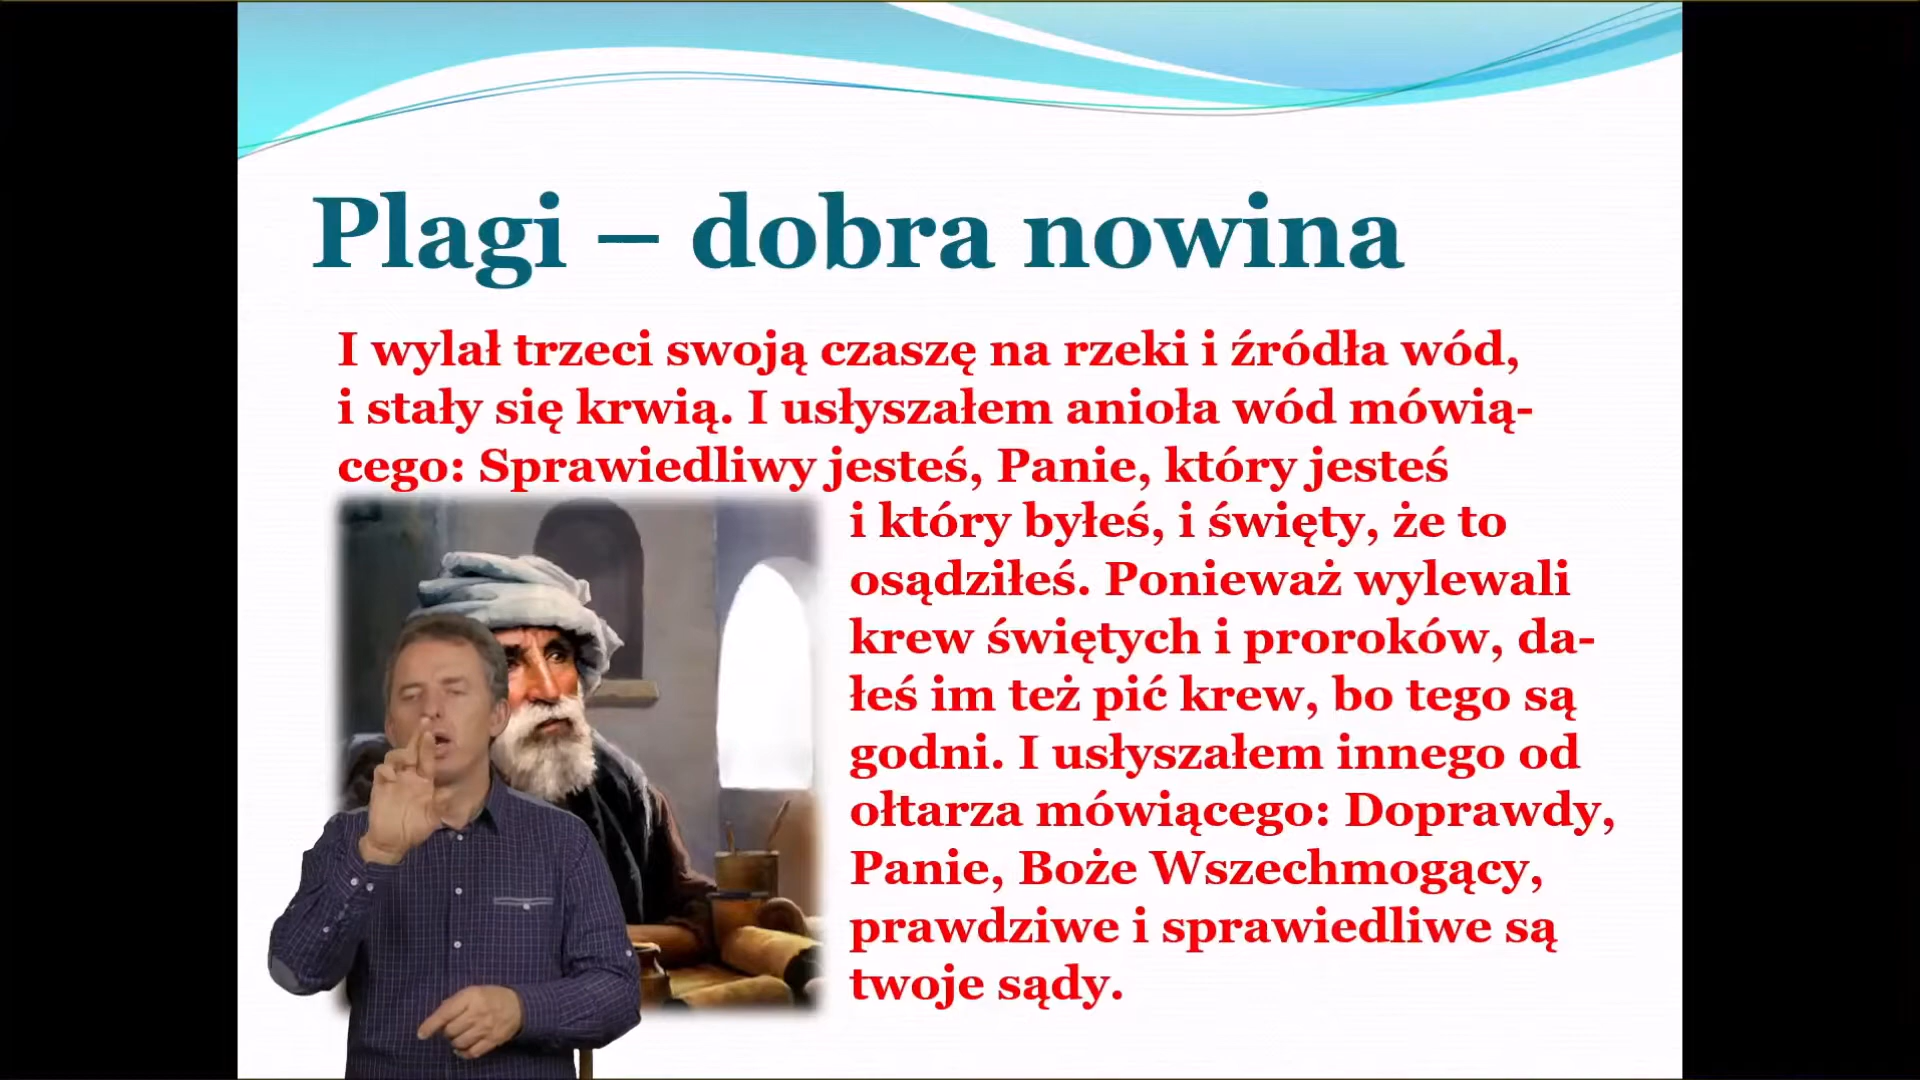 Plagi – dobra nowina
I wylał trzeci swoją czaszę na rzeki i źródła wód,
i stały się krwią. I usłyszałem anioła wód mówią-
cego: Sprawiedliwy jesteś, Panie, który jesteś
i który byłeś, i święty, że to
osądziłeś. Ponieważ wylewali
krew świętych i proroków, da-
łeś im też pić krew, bo tego są
godni. I usłyszałem innego od
ołtarza mówiącego: Doprawdy,
Panie, Boże Wszechmogący,
prawdziwe i sprawiedliwe są
twoje sądy.